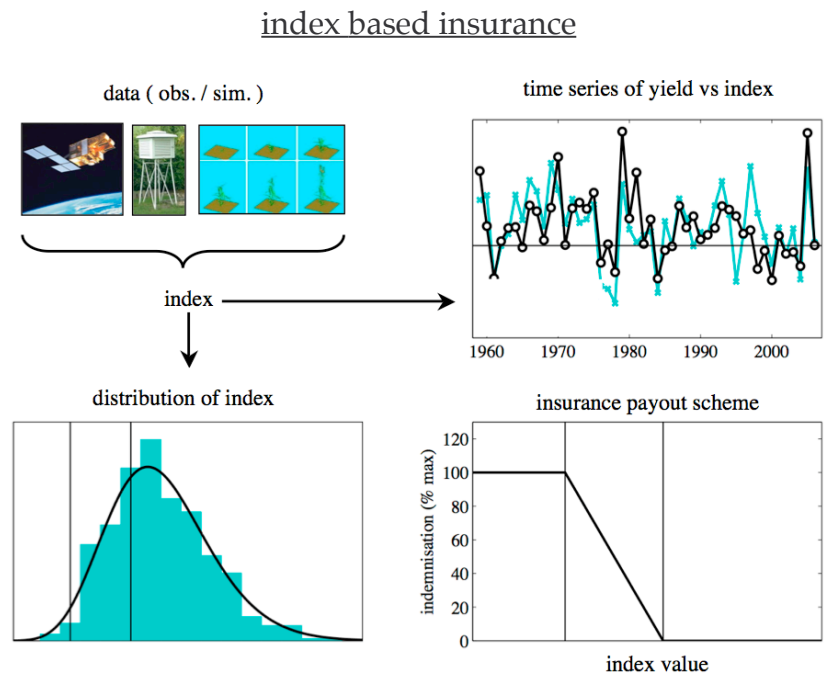 index based insurance
data ( obs. / sim. )
time series of yield vs index
index
1960 1970 1980 1990 2000
distribution of index
insurance payout scheme
indemnisation (% max)
120
100
80
60
40
20
0
index value